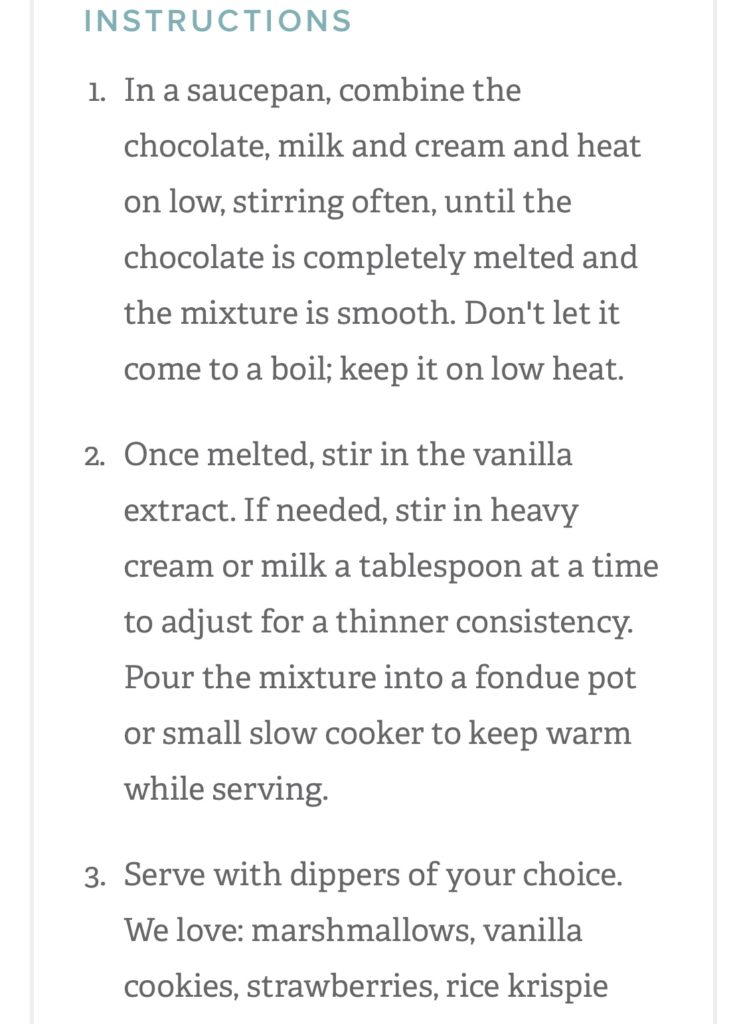 INSTRUCTIONS
1. In a saucepan, combine the
chocolate, milk and cream and heat
on low, stirring often, until the
chocolate is completely melted and
the mixture is smooth. Don't let it
come to a boil; keep it on low heat.
2. Once melted, stir in the vanilla
extract. If needed, stir in heavy
cream or milk a tablespoon at a time
to adjust for a thinner consistency.
Pour the mixture into a fondue pot
or small slow cooker to keep warm
while serving.
3. Serve with dippers of your choice.
We love: marshmallows, vanilla
cookies, strawberries, rice krispie